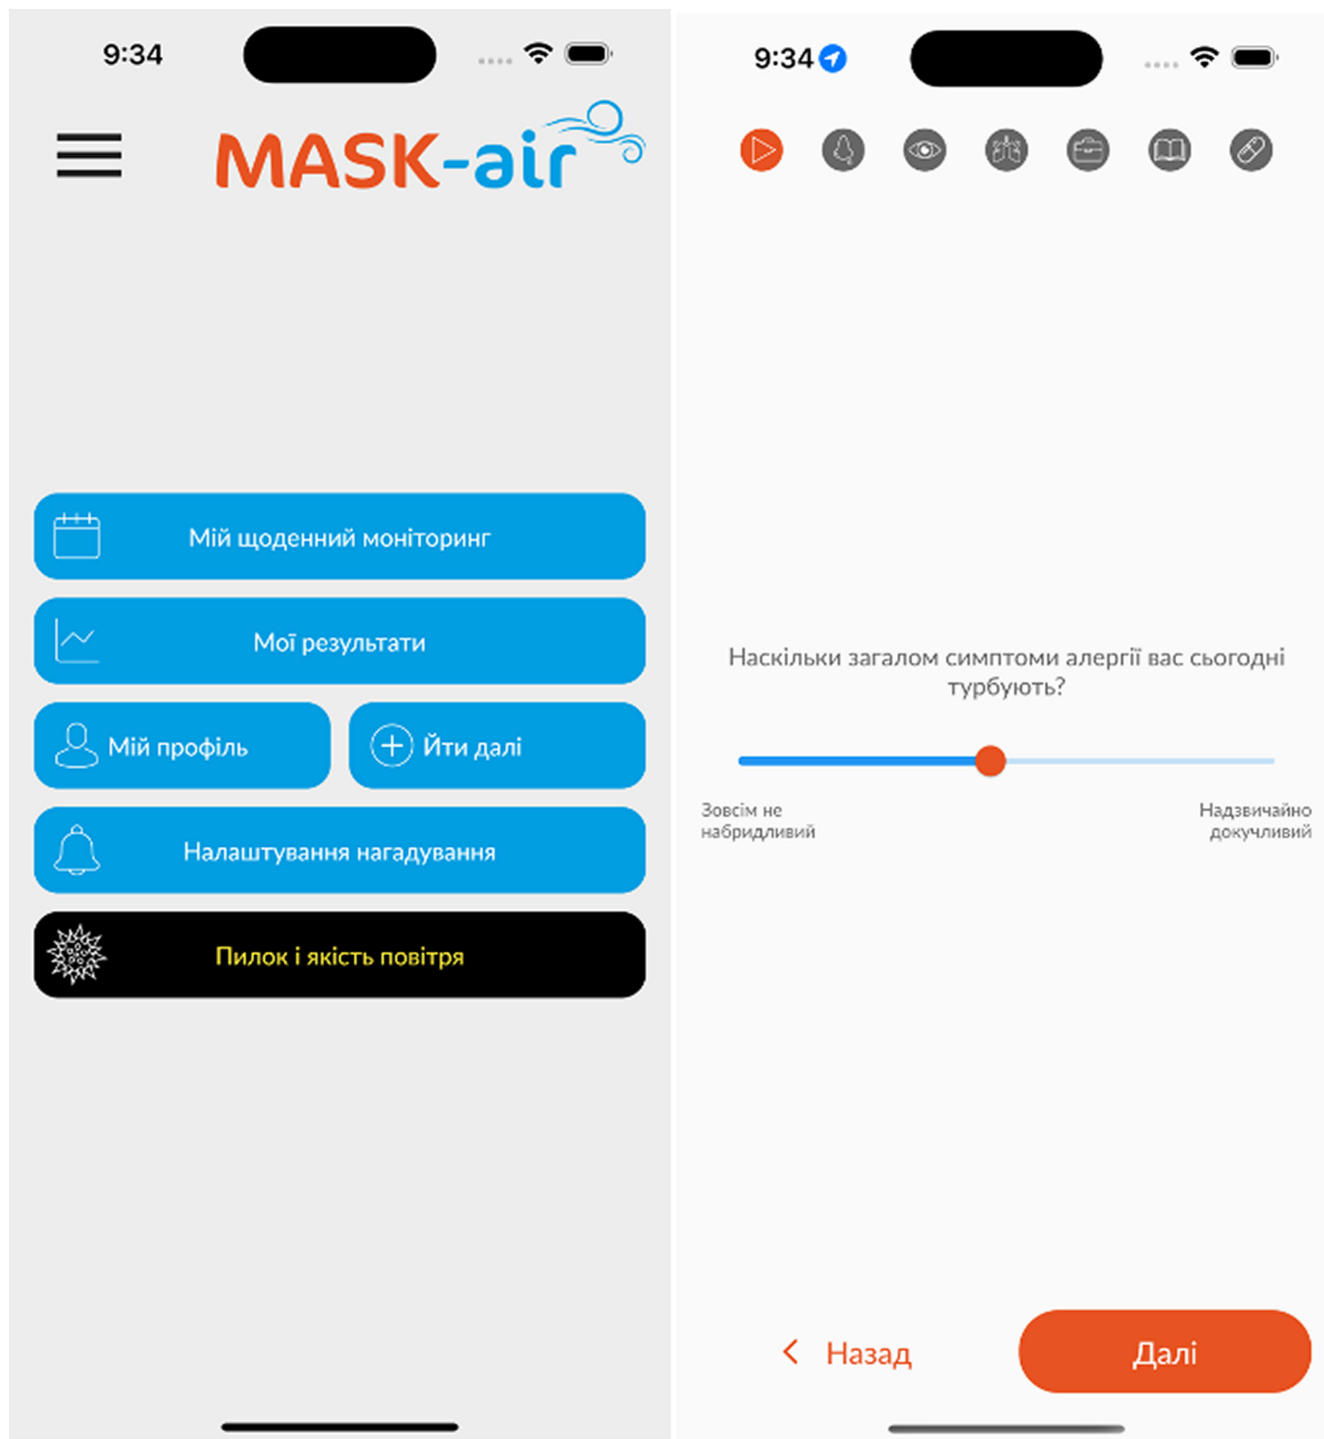 9:34
MASK-air
Мій щоденний моніторинг
Мої результати
Мій профіль
Йти далі
Налаштування нагадування
Пилок і якість повітря
9:34
Наскільки загалом симптоми алергії вас сьогодні
турбують?
Зовсім не
набридливий
Надзвичайно
докучливий
Назад
Далі